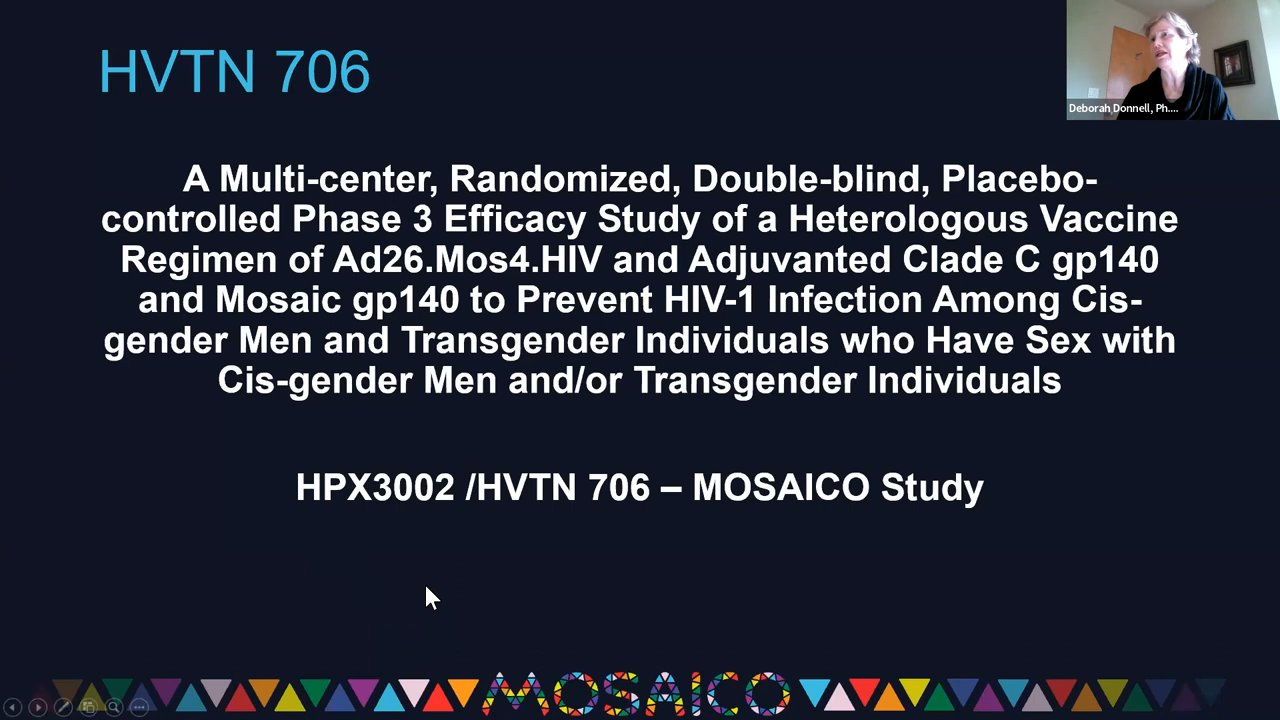 HVTN 706
Deborah Donnell, Ph....
A Multi-center, Randomized, Double-blind, Placebo-
controlled Phase 3 Efficacy Study of a Heterologous Vaccine
Regimen of Ad26.Mos4.HIV and Adjuvanted Clade C gp140
and Mosaic gp140 to Prevent HIV-1 Infection Among Cis-
gender Men and Transgender Individuals who Have Sex with
Cis-gender Men and/or Transgender Individuals
HPX3002 /HVTN 706 – MOSAICO Study
MOSAICO